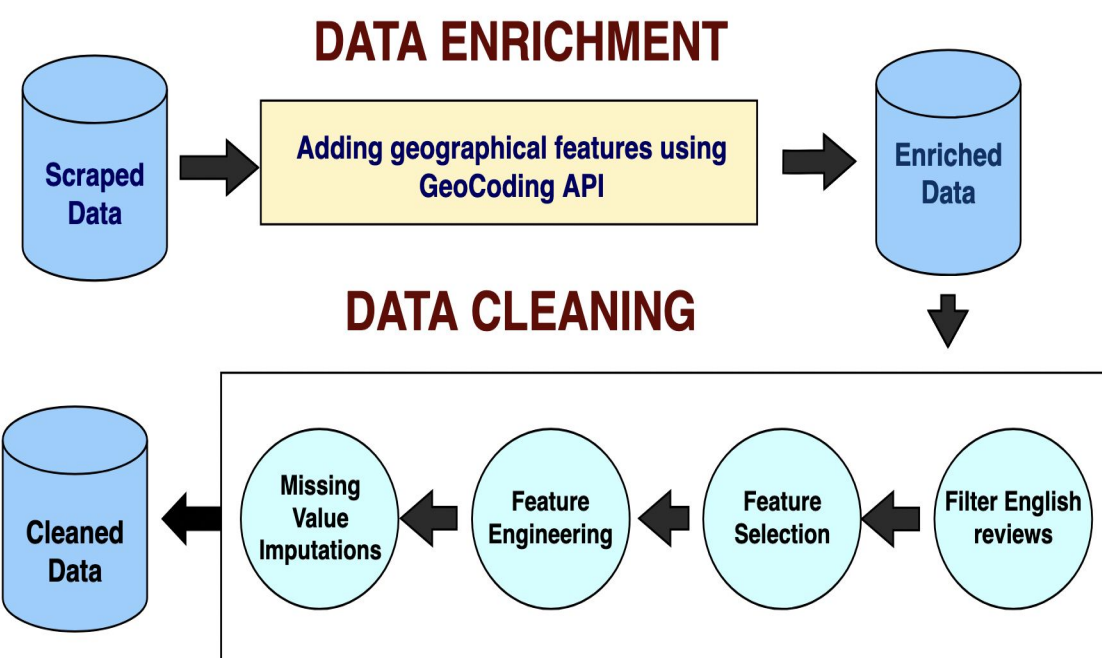 DATA ENRICHMENT
Scraped
Data
Adding geographical features using
GeoCoding API
Enriched
Data
DATA CLEANING
Filter English
reviews
Feature
Selection
Feature
Engineering
Missing
Value
Imputations
Cleaned
Data